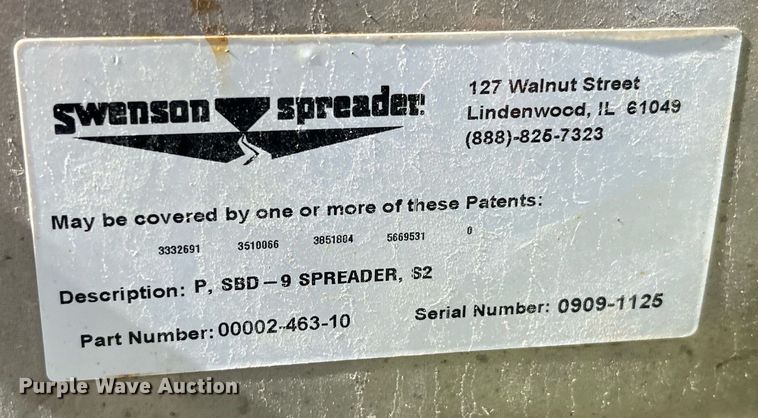 Swenson spreader.
127 Walnut Street
Lindenwood, IL 61049
(888)-825-7323
May be covered by one or more of these Patents:
3332691 3510066 3851804 5669531 0
Description: P, SBD-9 SPREADER, S2
Part Number: 00002-463-10 Serial Number: 0909-1125
Purple Wave Auction